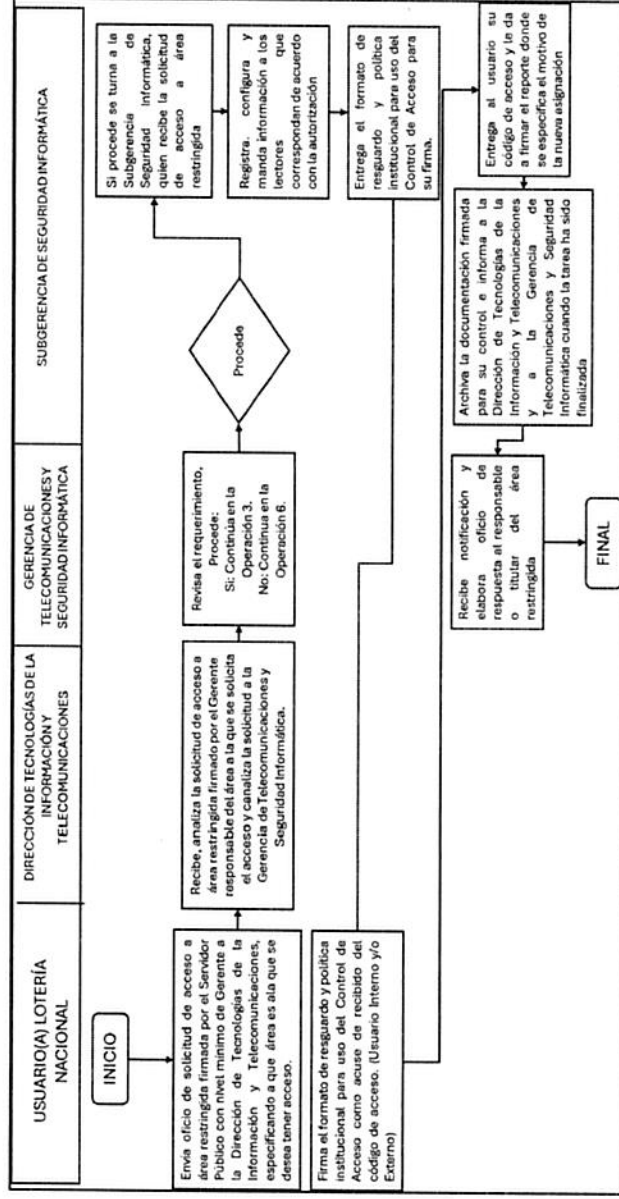 USUARIO(A) LOTERÍA
NACIONAL
DIRECCIÓN DE TECNOLOGÍAS DE LA
INFORMACIÓN Y
TELECOMUNICACIONES
GERENCIA DE
TELECOMUNICACIONES Y
SEGURIDAD INFORMÁTICA
SUBGERENCIA DE SEGURIDAD INFORMÁTICA
INICIO
Envía oficio de solicitud de acceso a
área restringida firmada por el Servidor
Público con nivel mínimo de Gerente a
la Dirección de Tecnologías de la
Información y Telecomunicaciones,
especificando a que área es ala que se
desea tener acceso.
Recibe, analiza la solicitud de acceso a
área restringida firmado por el Gerente
responsable del área a la que se solicita
el acceso y canaliza la solicitud a la
Gerencia de Telecomunicaciones y
Seguridad Informática.
Revisa el requerimiento,
Procede:
Si: Continúa en la
Operación 3.
No: Continua en la
Operación 6.
Procede
Si procede se turna a la
Subgerencia de
Seguridad Informática,
quien recibe la solicitud
de acceso a área
restringida
Registra, configura y
manda información a los
lectores que
correspondan de acuerdo
con la autorización
Entrega el formato de
resguardo y política
institucional para uso del
Control de Acceso para
su firma.
Firma el formato de resguardo y política
institucional para uso del Control de
Acceso como acuse de recibido del
código de acceso. (Usuario Interno y/o
Externo)
Entrega al usuario su
código de acceso y le da
a firmar el reporte donde
se especifica el motivo de
la nueva asignación
Archiva la documentación firmada
para su control e informa a la
Dirección de Tecnologías de la
Información y Telecomunicaciones
y a la Gerencia de
Telecomunicaciones y Seguridad
Informática cuando la tarea ha sido
finalizada
Recibe notificación y
elabora oficio de
respuesta al responsable
o titular del área
restringida
FINAL